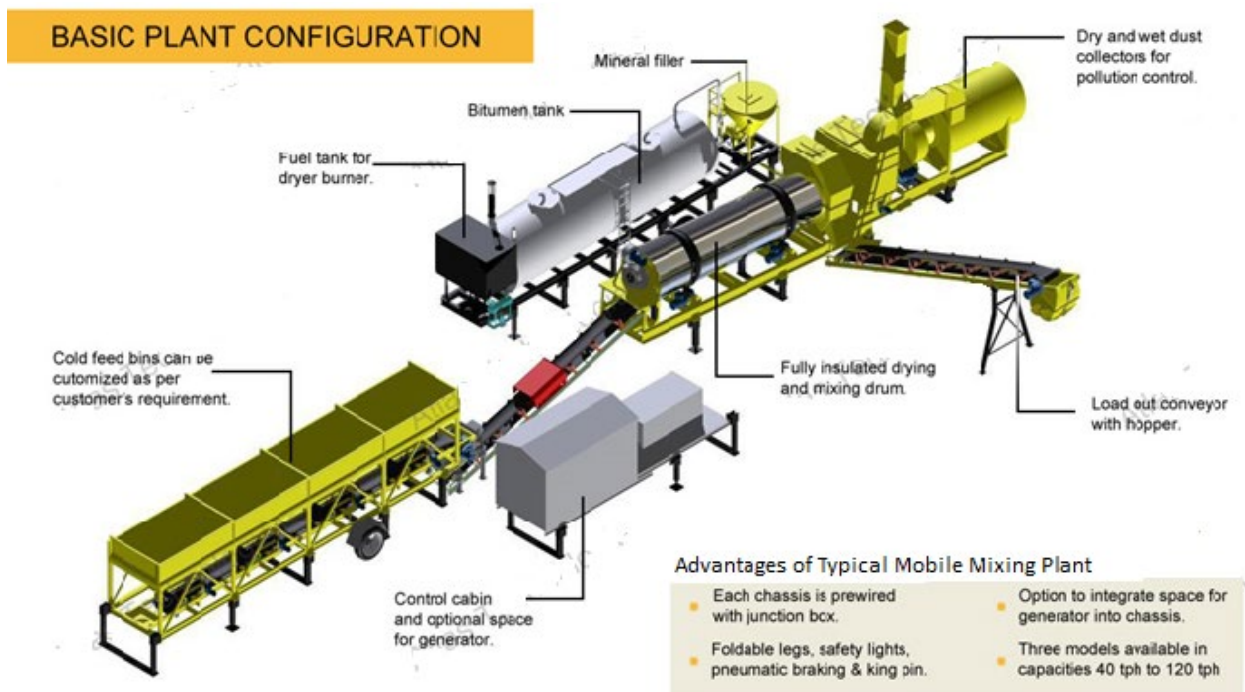 BASIC PLANT CONFIGURATION
Dry and wet dust
collectors for
pollution control.
Mineral filler
Bitumen tank
Fuel tank for
dryer burner.
Cold feed bins can be
cutomized as per
customer's requirement.
Fully insulated drying
and mixing drum.
Load out conveyor
with hopper.
Control cabin
and optional space
for generator.
Advantages of Typical Mobile Mixing Plant
Each chassis is prewired
with junction box.
Foldable legs, safety lights,
pneumatic braking & king pin.
Option to integrate space for
generator into chassis.
Three models available in
capacities 40 tph to 120 tph